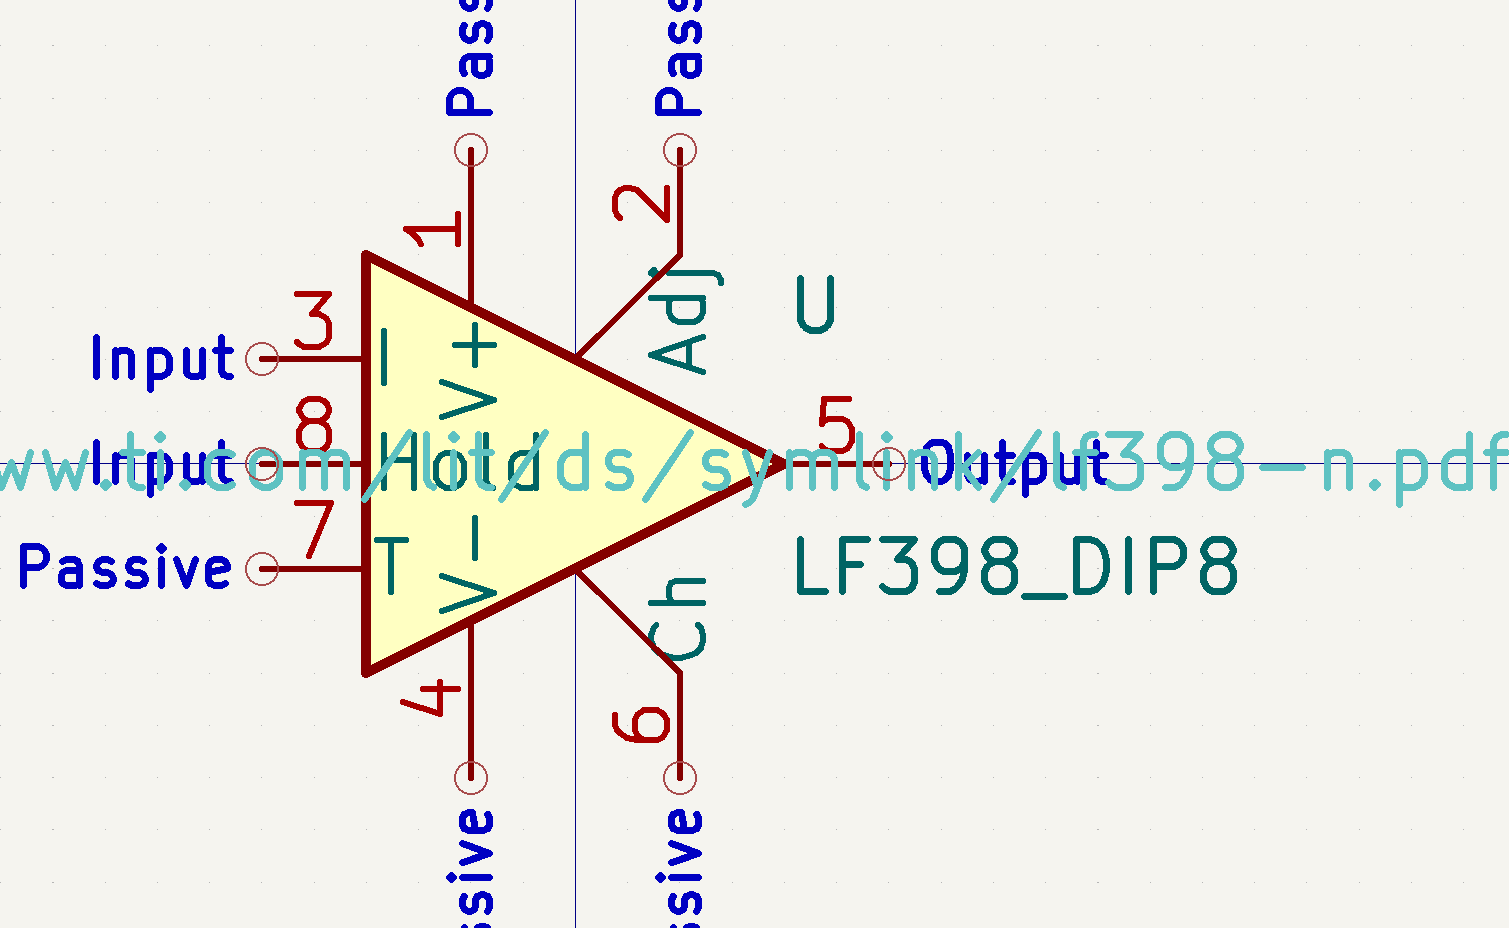 Pass
Pass
1
2
Adj
U
3
Input
I
V+
8
5
Input
Hold
Output
ww.ti.com/lit/ds/symlink/lf398-n.pdf
7
Passive
T
V-
LF398_DIP8
Ch
4
6
ssive
ssive